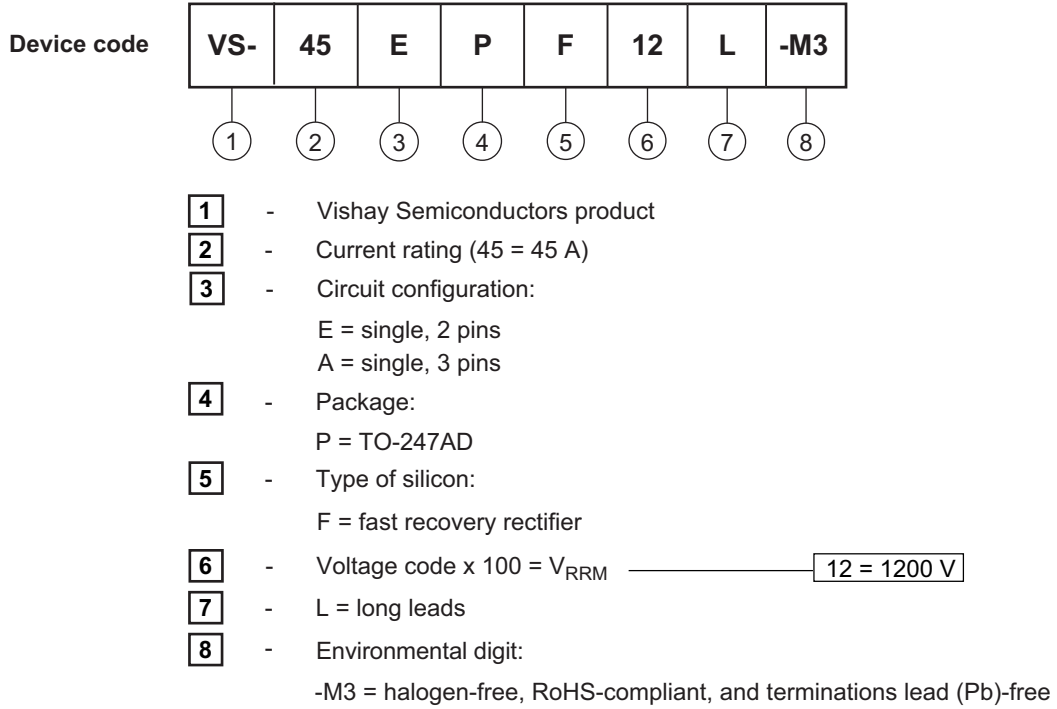 Device code VS- 45 E P F 12 L -M3
1 2 3 4 5 6 7 8
1 - Vishay Semiconductors product
2 - Current rating (45 = 45 A)
3 - Circuit configuration:
E = single, 2 pins
A = single, 3 pins
4 - Package:
P = TO-247AD
5 - Type of silicon:
F = fast recovery rectifier
6 - Voltage code x 100 = VRRM 12 = 1200 V
7 - L = long leads
8 - Environmental digit:
-M3 = halogen-free, RoHS-compliant, and terminations lead (Pb)-free